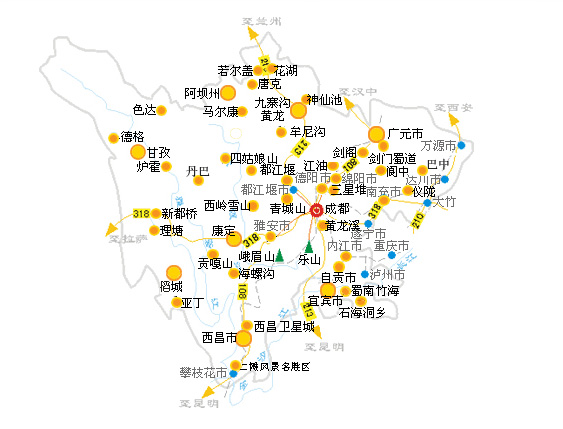 至兰州
若尔盖
213
花湖
唐克
阿坝州
九寨沟
神仙池
至汉中
色达
马尔康
黄龙
至西安
德格
牟尼沟
广元市
万源市
甘孜
213
剑阁
炉霍
四姑娘山
江油
108
剑门蜀道
巴中
丹巴
都江堰
德阳市
绵阳市
阆中
达川市
都江堰市
三星堆
南充市
仪陇
西岭雪山
青城山
成都
318
大竹
318
新都桥
210
理塘
康定
雅安市
黄龙溪
遂宁市
至拉萨
318
峨眉山
乐山
内江市
重庆市
贡嘎山
海螺沟
自贡市
泸州市
稻城
108
亚丁
宜宾市
蜀南竹海
213
石海洞乡
西昌卫星城
西昌市
至昆明
攀枝花市
二滩风景名胜区
至昆明